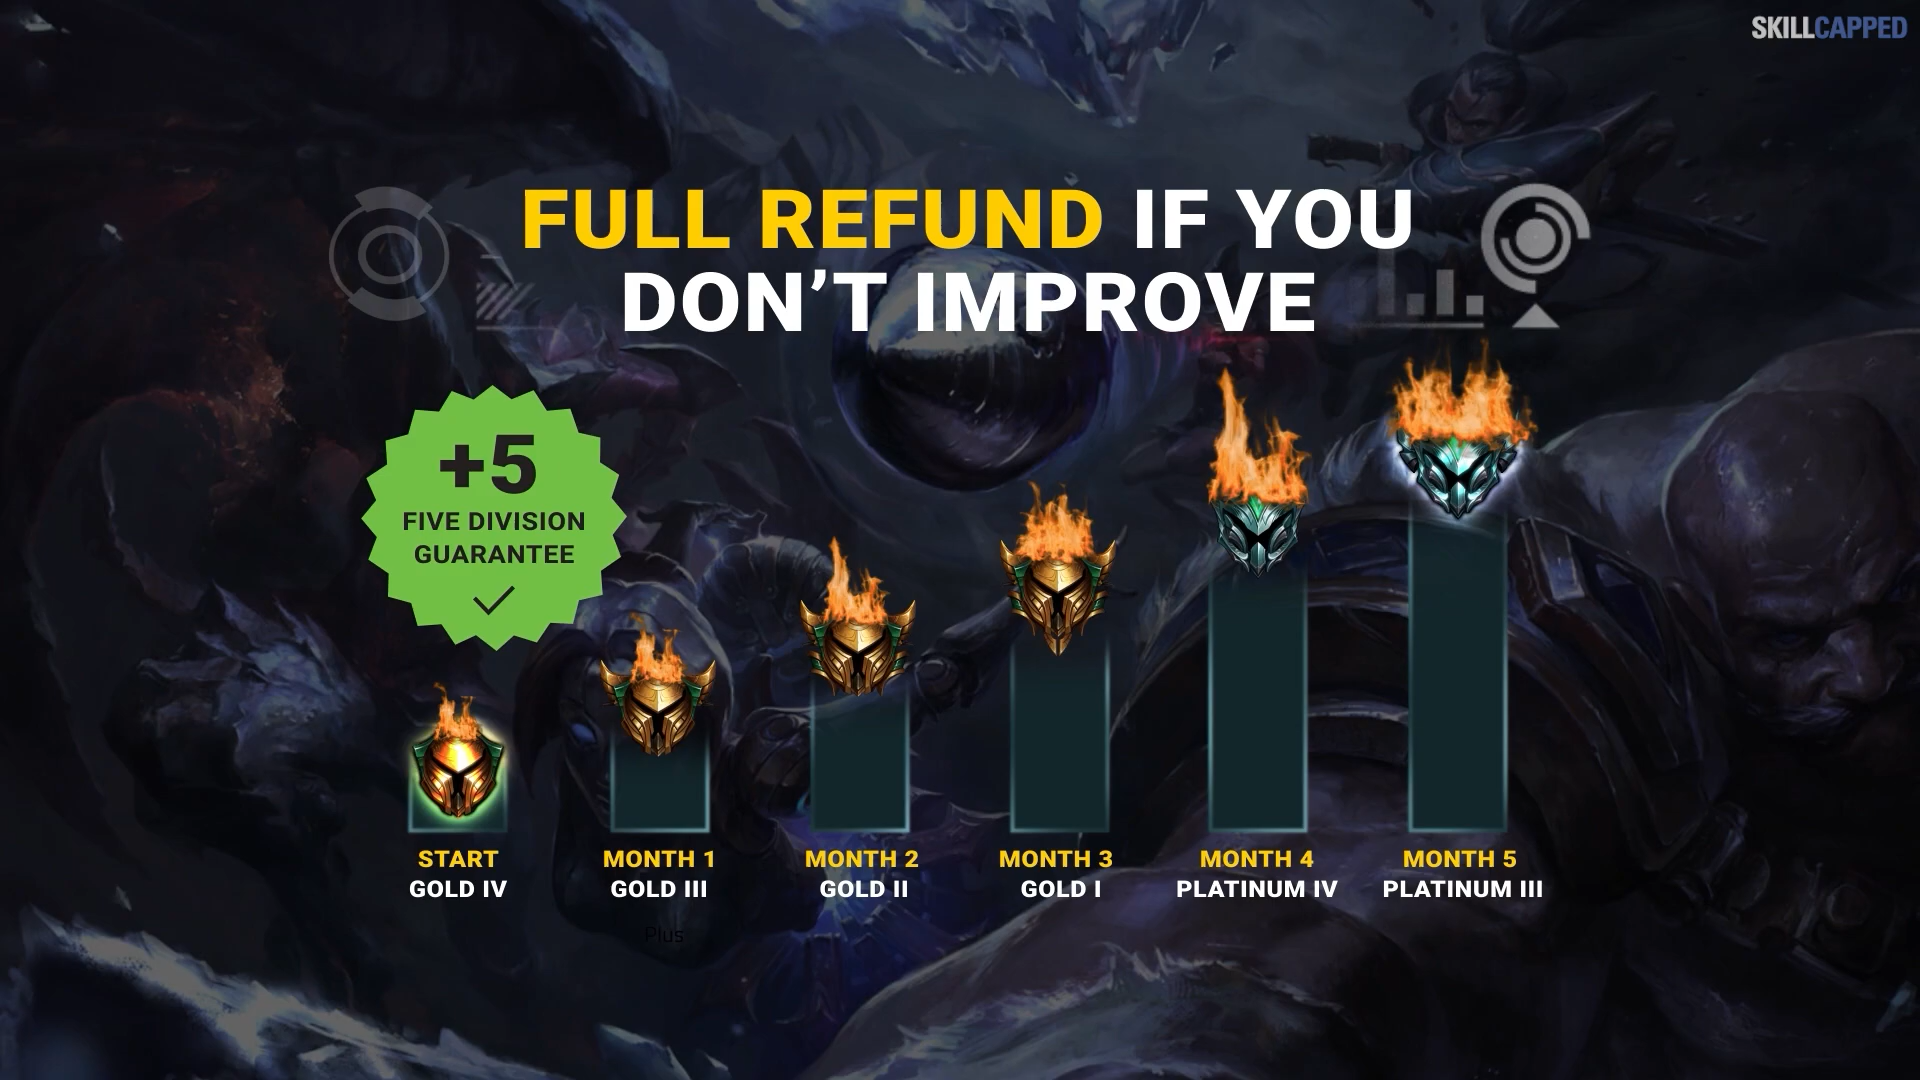 SKILLCAPPED
FULL REFUND IF YOU
DON'T IMPROVE
+5
FIVE DIVISION
GUARANTEE
START
GOLD IV
MONTH 1
GOLD III
MONTH 2
GOLD II
MONTH 3
GOLD I
MONTH 4
PLATINUM IV
MONTH 5
PLATINUM III
Plus